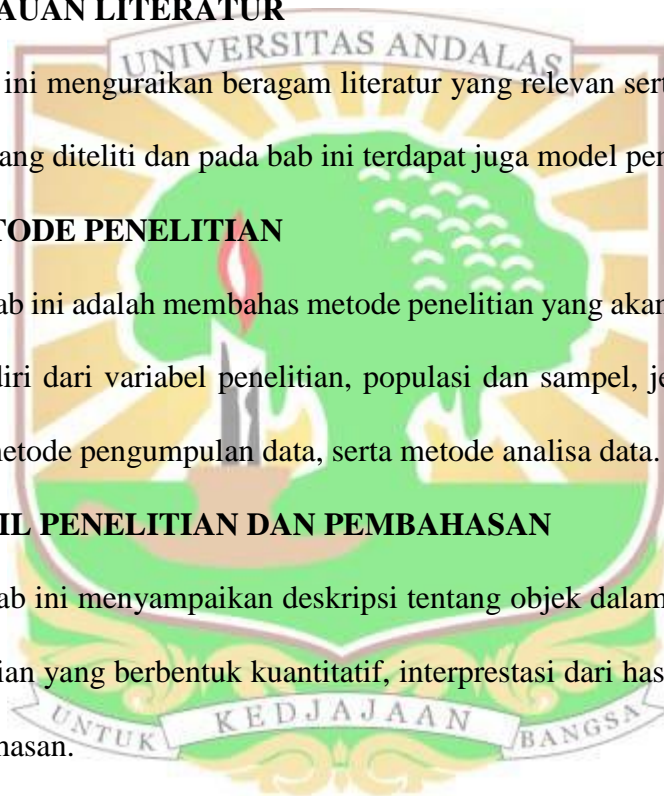 AUAN LITERATUR
UNIVERSITAS ANDALAS
ini menguraikan beragam literatur yang relevan sert
ang diteliti dan pada bab ini terdapat juga model pen
TODE PENELITIAN
ab ini adalah membahas metode penelitian yang akan
diri dari variabel penelitian, populasi dan sampel, je
metode pengumpulan data, serta metode analisa data.
IL PENELITIAN DAN PEMBAHASAN
ab ini menyampaikan deskripsi tentang objek dalam
ian yang berbentuk kuantitatif, interprestasi dari has
UNTUK KEDJAJAAN BANGSA
hasan.